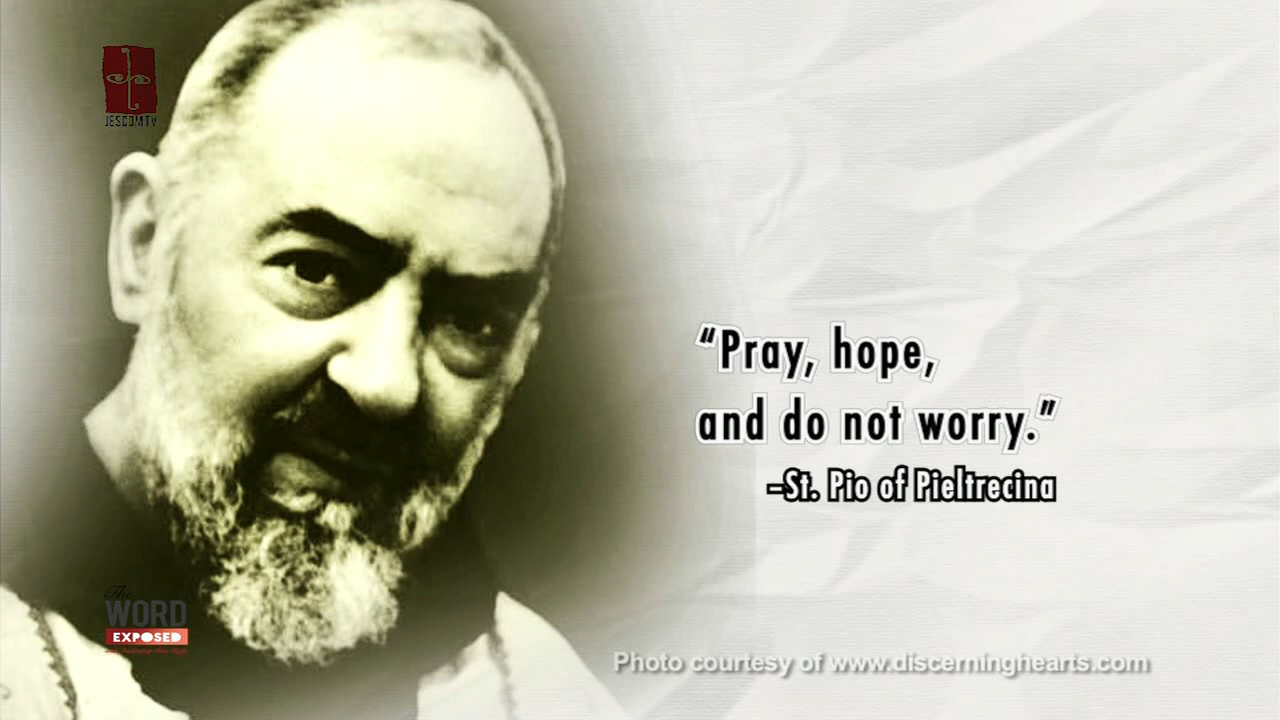 JESCOMTV
“Pray, hope,
and do not worry.”
–St. Pio of Pieltrecina
The
WORD
EXPOSED
Photo courtesy of www.discerninghearts.com